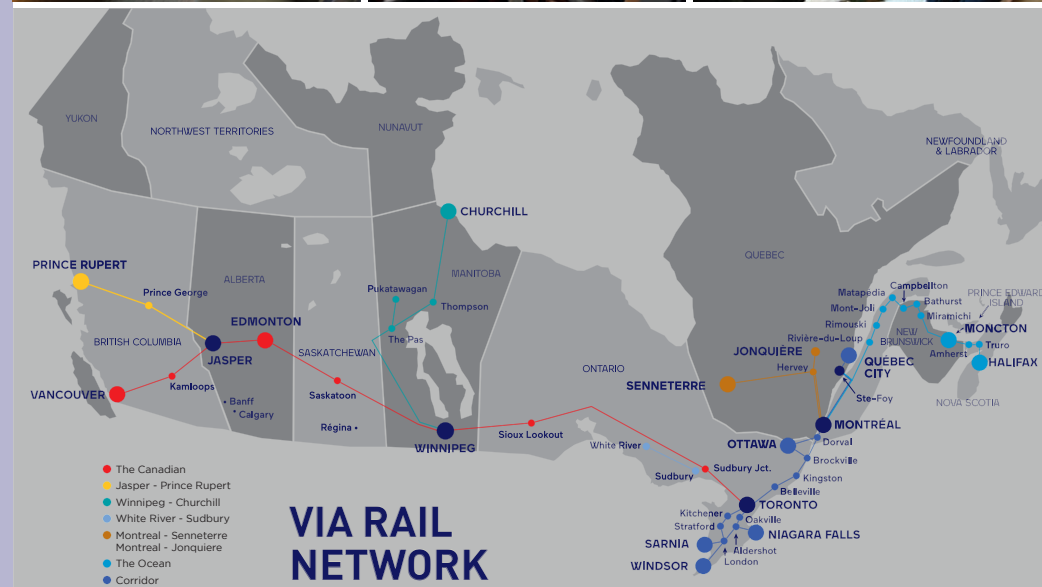 YUKON
NORTHWEST TERRITORIES
NUNAVUT
NEWFOUNDLAND
& LABRADOR
CHURCHILL
PRINCE RUPERT
Prince George
ALBERTA
MANITOBA
QUEBEC
Pukatawagan
Thompson
EDMONTON
The Pas
BRITISH COLUMBIA
JASPER
SASKATCHEWAN
VANCOUVER
Kamloops
• Banff
• Calgary
Saskatoon
Régina •
WINNIPEG
Sioux Lookout
ONTARIO
White River
Sudbury
Sudbury Jct.
Matapédia
Campbellton
PRINCE EDWARD
ISLAND
Mont-Joli
Bathurst
Miramichi
Rimouski
Rivière-du-Loup
NEW
BRUNSWICK
MONCTON
Amherst
Truro
HALIFAX
NOVA SCOTIA
JONQUIÈRE
Hervey
SENNETERRE
QUÉBEC
CITY
Ste-Foy
MONTRÉAL
OTTAWA
Dorval
Brockville
Kingston
Belleville
TORONTO
Kitchener
Oakville
Stratford
NIAGARA FALLS
SARNIA
Aldershot
London
WINDSOR
The Canadian
Jasper - Prince Rupert
Winnipeg - Churchill
White River - Sudbury
Montreal - Senneterre
Montreal - Jonquiere
The Ocean
Corridor
VIA RAIL
NETWORK